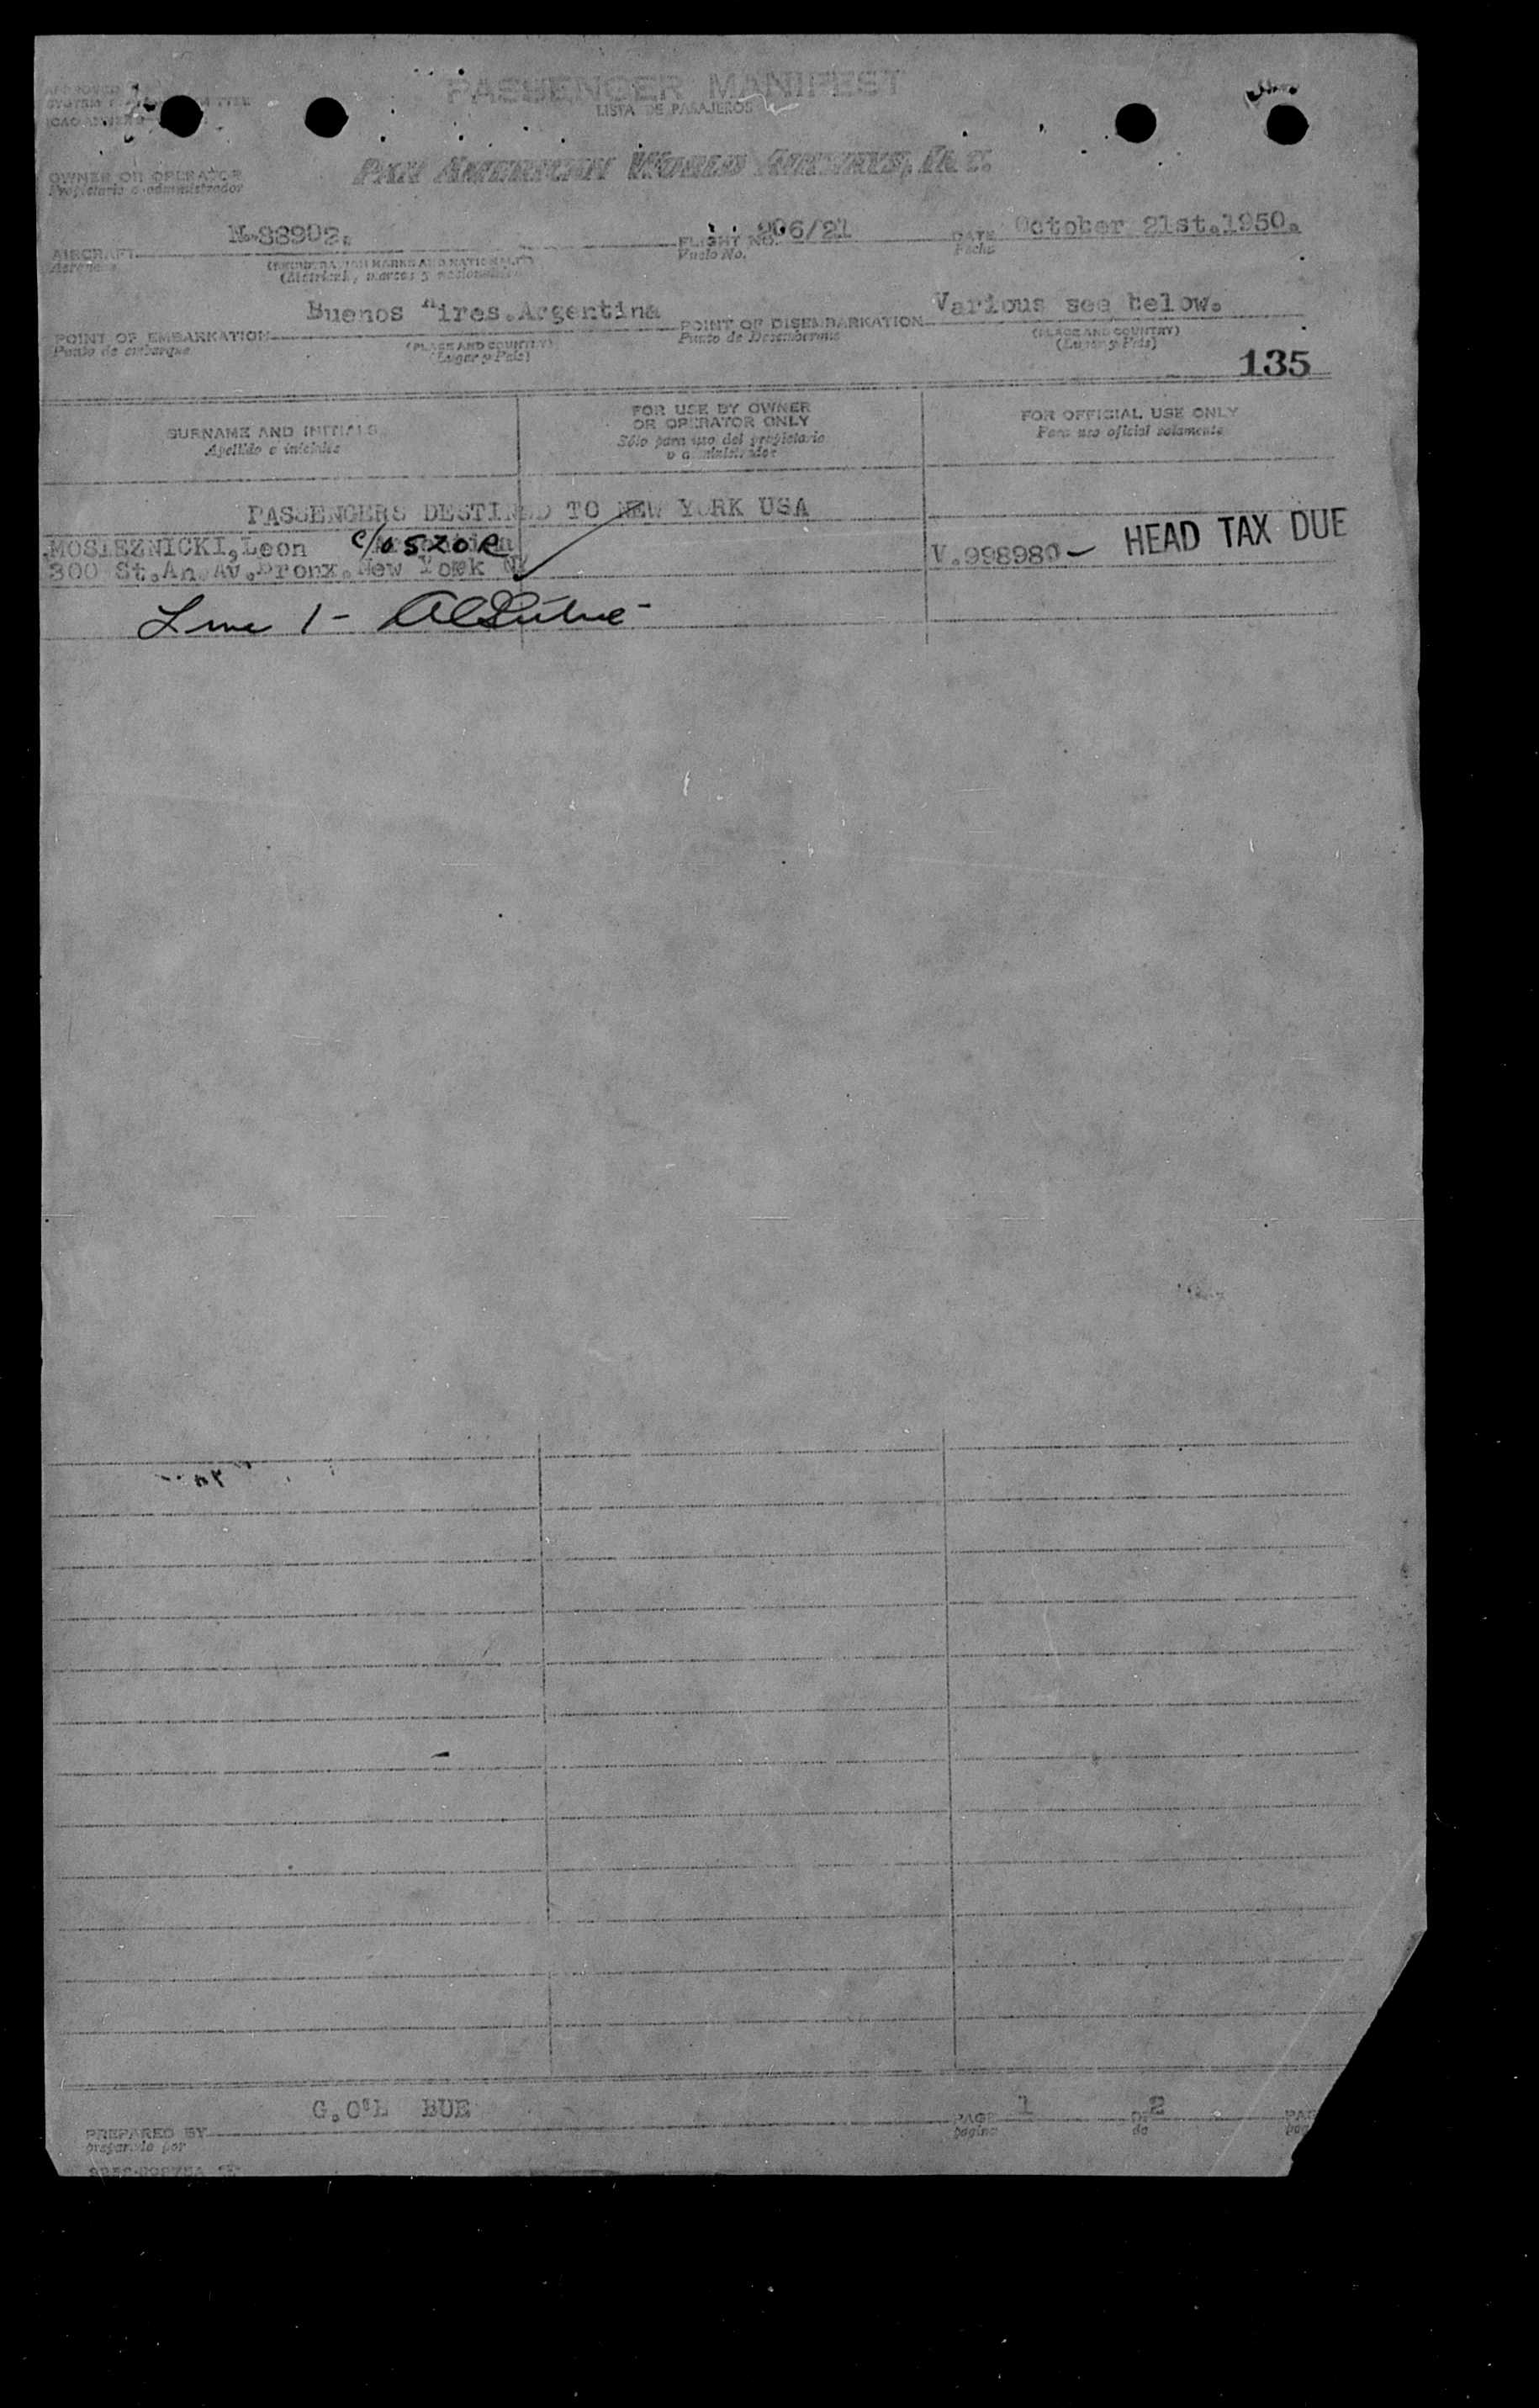 PASSENGER MANIFEST
LISTA DE PASAJEROS
OWNER OR OPERATOR
Propietario o administrador
PAN AMERICAN WORLD AIRWAYS, INC.
AIRCRAFT N.88902.
FLIGHT NO. 206/21
Vuelo No.
DATE October 21st.1950.
Fecha
POINT OF EMBARKATION Buenos Aires.Argentina
Punto de embarque
(PLACE AND COUNTRY)
(Lugar y País)
POINT OF DISEMBARKATION Various see below.
Punto de Desembarque
(PLACE AND COUNTRY)
(Lugar y País)
135
SURNAME AND INITIALS
Apellido e iniciales
FOR USE BY OWNER
OR OPERATOR ONLY
Sólo para uso del propietario
o administrador
FOR OFFICIAL USE ONLY
Para uso oficial solamente
PASSENGERS DESTINED TO NEW YORK USA
MOSIEZNICKI,Leon c/o SZOR
V.998980- HEAD TAX DUE
800 St.An.Av.Bronx.New York NY
Line 1 -
PREPARED BY G.O'L BUE
preparado por
PAGE 1 OF 2
página de